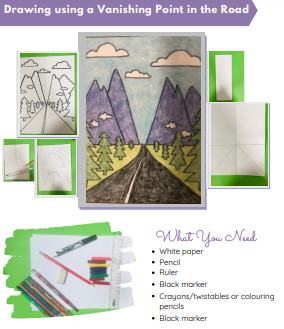 Drawing using a Vanishing Point in the Road
What You Need
White paper
Pencil
Ruler
Black marker
Crayons/twistables or colouring
pencils
Black marker